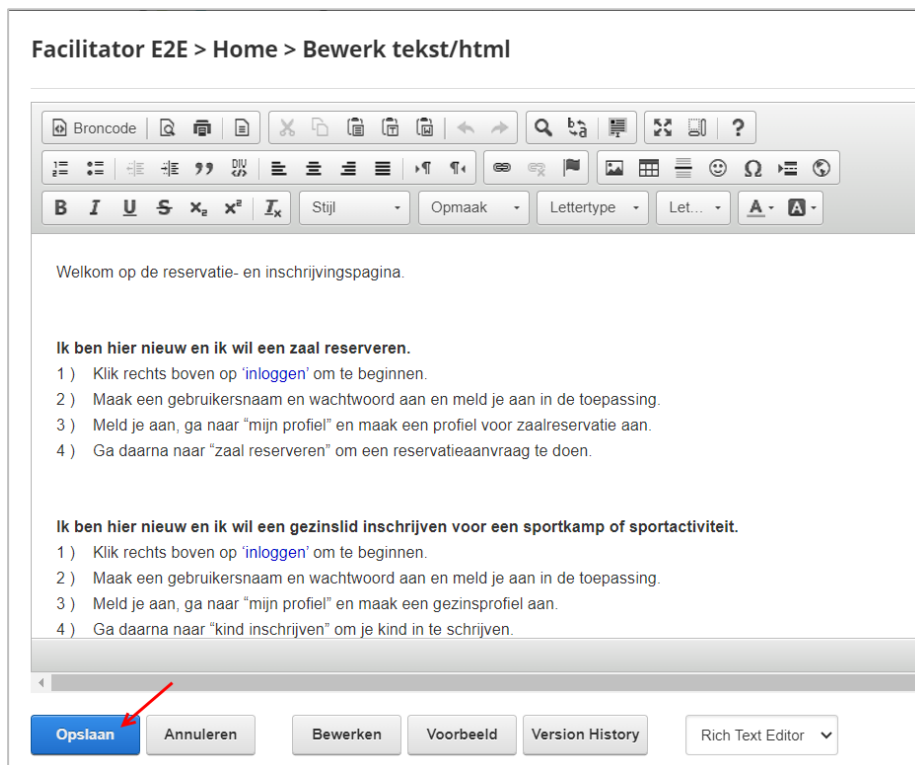 Facilitator E2E > Home > Bewerk tekst/html
Broncode
Stijl Opmaak Lettertype Let...
Welkom op de reservatie- en inschrijvingspagina.
Ik ben hier nieuw en ik wil een zaal reserveren.
1 ) Klik rechts boven op ‘inloggen’ om te beginnen.
2 ) Maak een gebruikersnaam en wachtwoord aan en meld je aan in de toepassing.
3 ) Meld je aan, ga naar “mijn profiel” en maak een profiel voor zaalreservatie aan.
4 ) Ga daarna naar “zaal reserveren” om een reservatieaanvraag te doen.
Ik ben hier nieuw en ik wil een gezinslid inschrijven voor een sportkamp of sportactiviteit.
1 ) Klik rechts boven op ‘inloggen’ om te beginnen.
2 ) Maak een gebruikersnaam en wachtwoord aan en meld je aan in de toepassing.
3 ) Meld je aan, ga naar “mijn profiel” en maak een gezinsprofiel aan.
4 ) Ga daarna naar “kind inschrijven” om je kind in te schrijven.
Opslaan Annuleren Bewerken Voorbeeld Version History Rich Text Editor